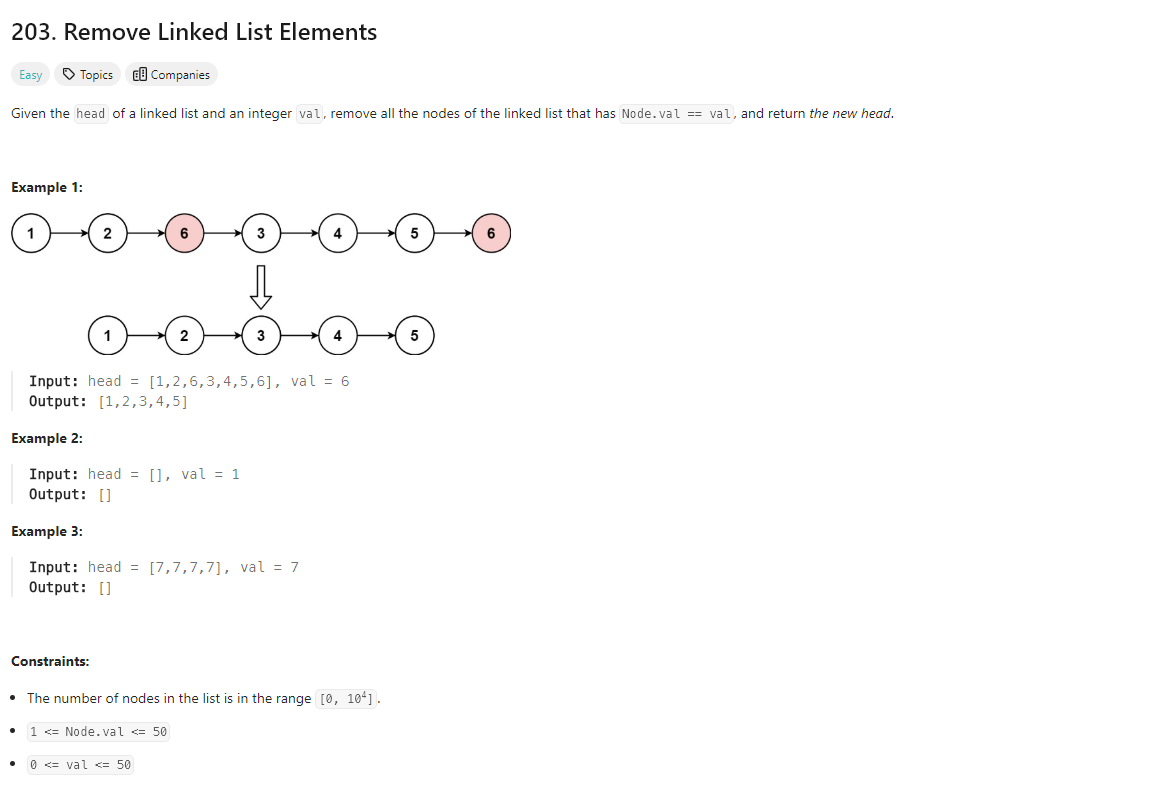 203. Remove Linked List Elements
Easy Topics Companies
Given the head of a linked list and an integer val, remove all the nodes of the linked list that has Node.val == val, and return the new head.
Example 1:
1 2 6 3 4 5 6
1 2 3 4 5
Input: head = [1,2,6,3,4,5,6], val = 6
Output: [1,2,3,4,5]
Example 2:
Input: head = [], val = 1
Output: []
Example 3:
Input: head = [7,7,7,7], val = 7
Output: []
Constraints:
• The number of nodes in the list is in the range [0, 10⁴].
• 1 <= Node.val <= 50
• 0 <= val <= 50